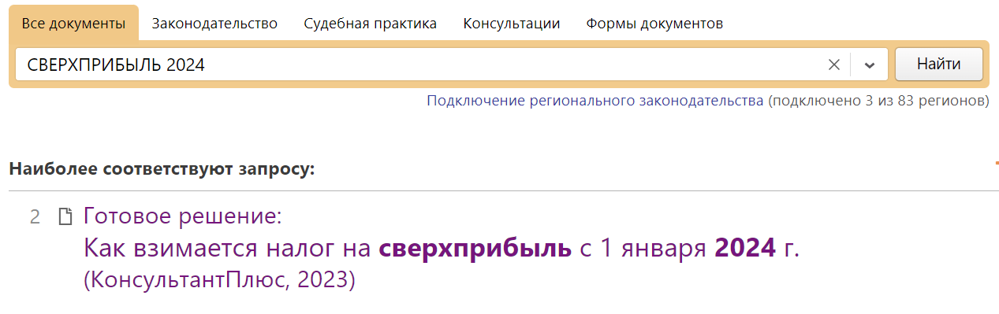 Все документы Законодательство Судебная практика Консультации Формы документов
СВЕРХПРИБЫЛЬ 2024 Найти
Подключение регионального законодательства (подключено 3 из 83 регионов)
Наиболее соответствуют запросу:
2 Готовое решение:
Как взимается налог на сверхприбыль с 1 января 2024 г.
(КонсультантПлюс, 2023)